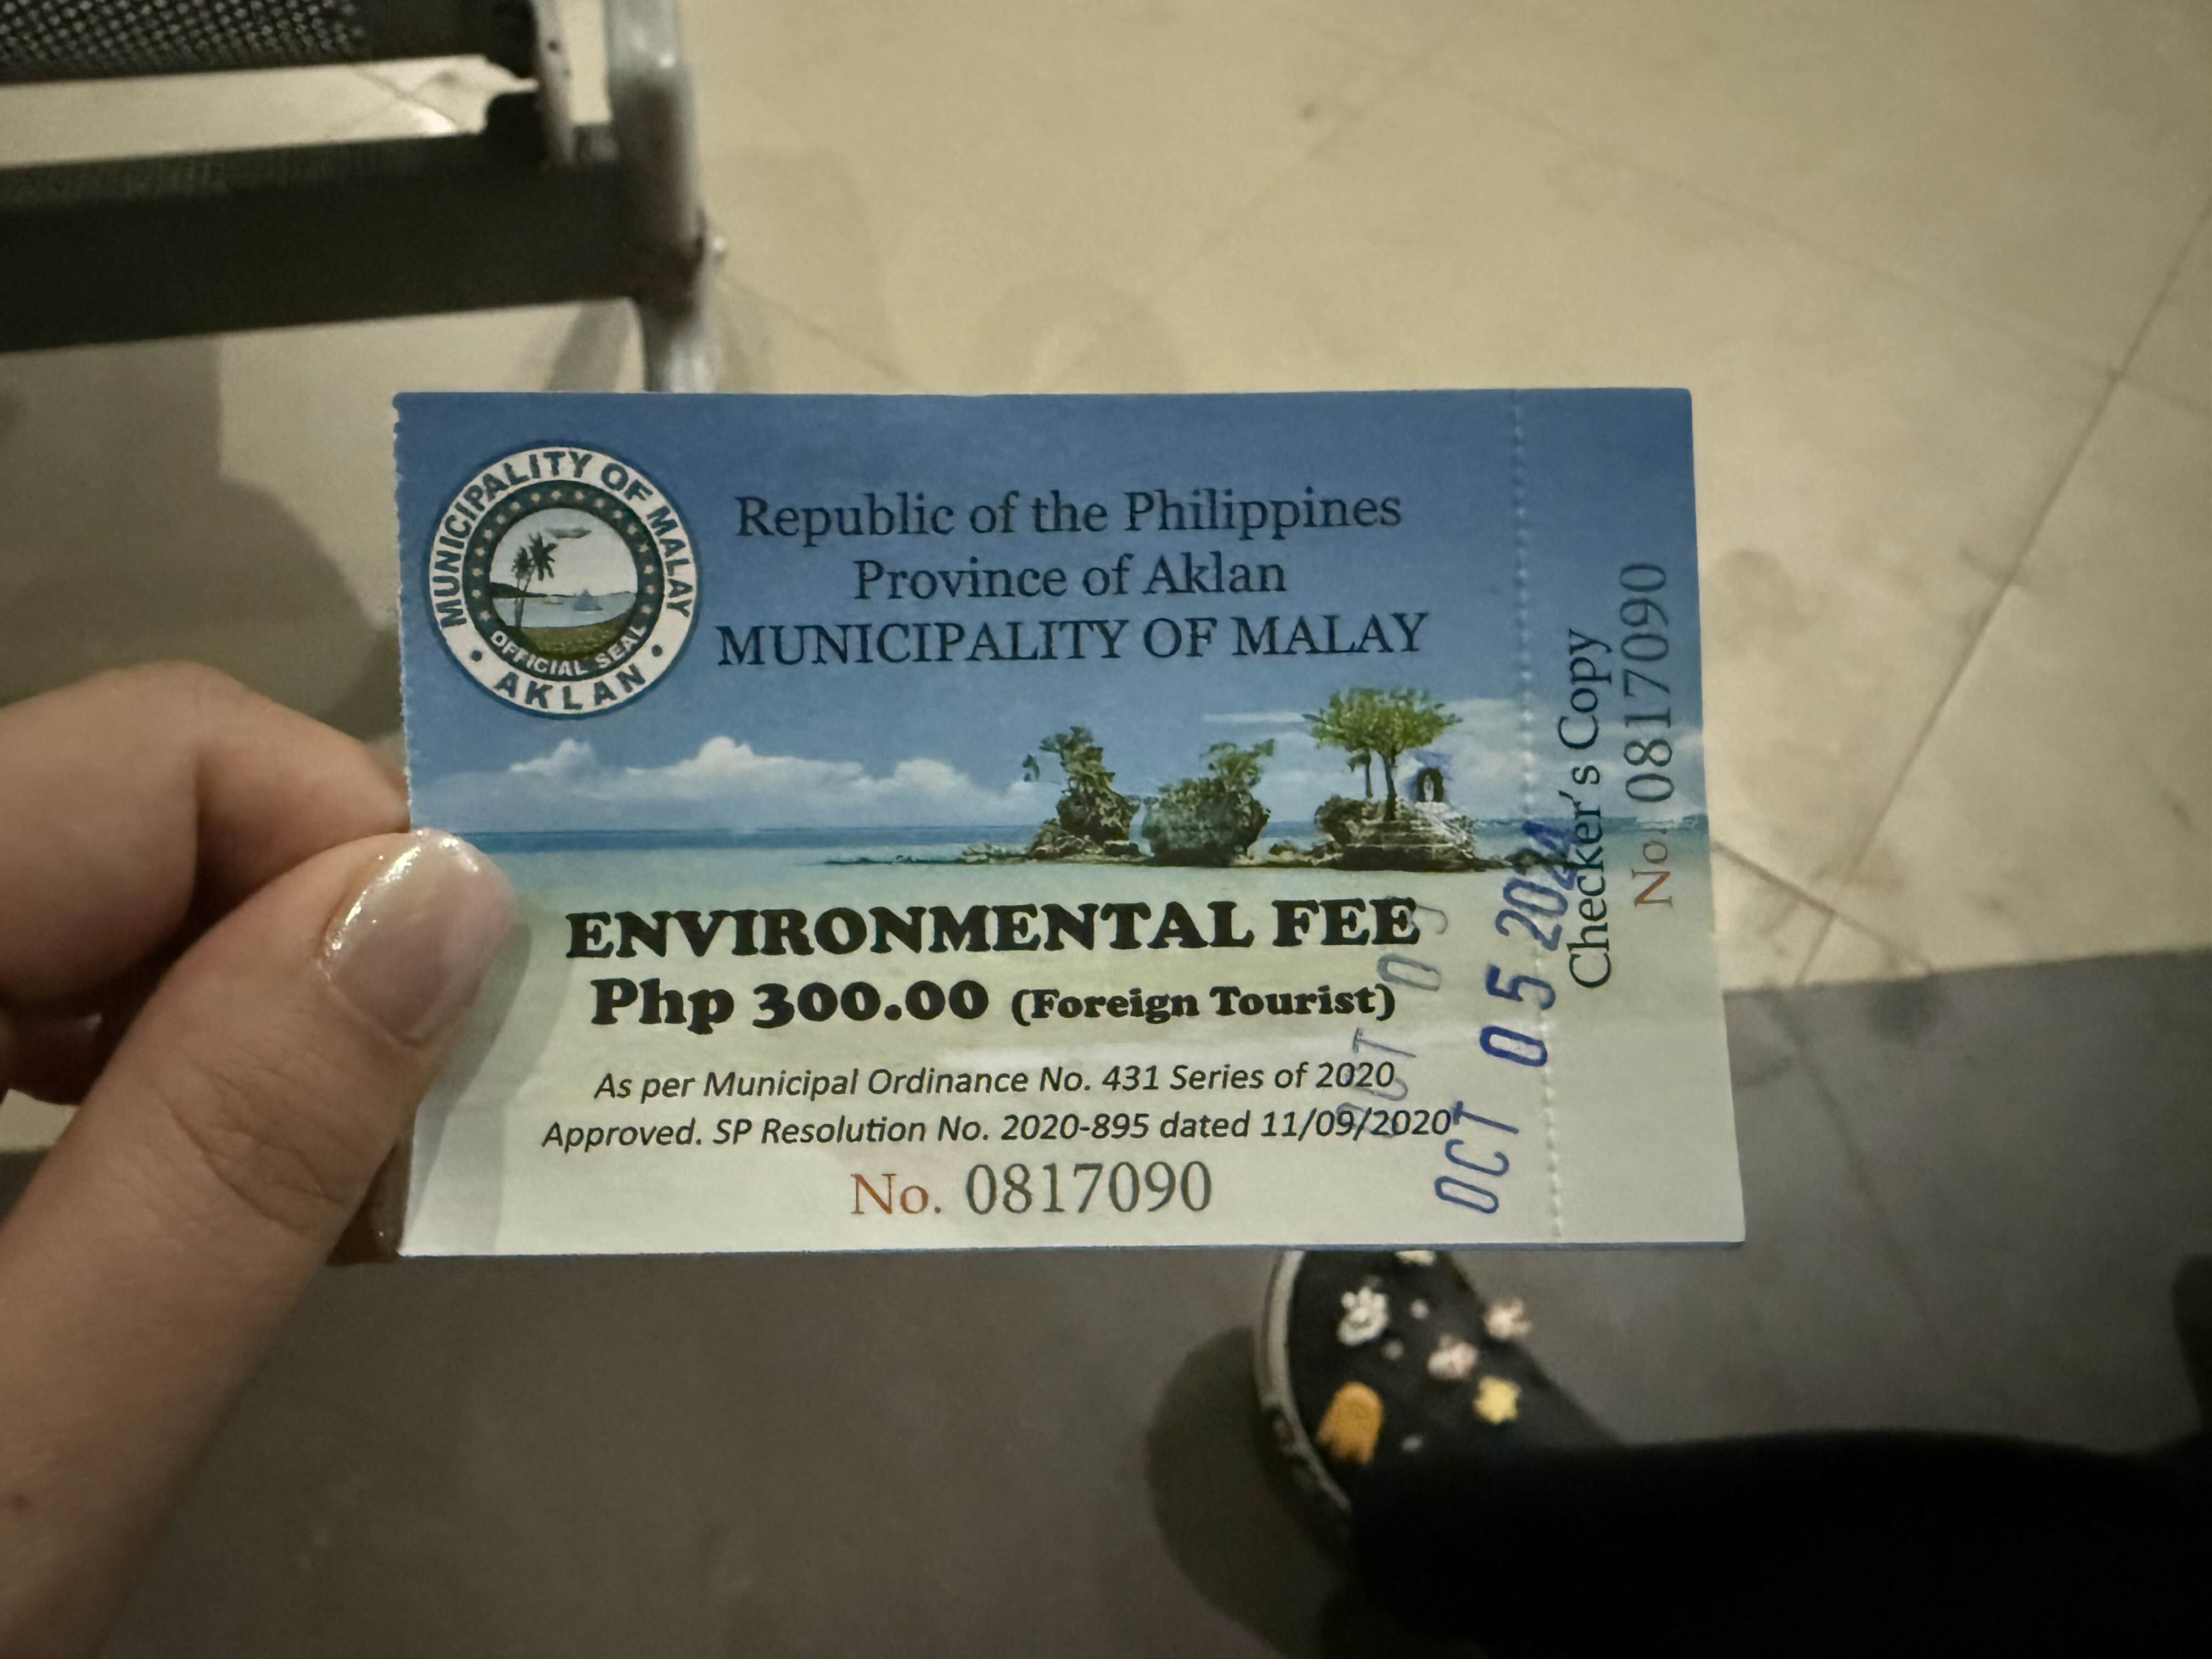 MUNICIPALITY OF MALAY
OFFICIAL SEAL
AKLAN
Republic of the Philippines
Province of Aklan
MUNICIPALITY OF MALAY
ENVIRONMENTAL FEE
Php 300.00 (Foreign Tourist)
As per Municipal Ordinance No. 431 Series of 2020
Approved. SP Resolution No. 2020-895 dated 11/09/2020
No. 0817090
OCT 05 2024
Checker's Copy
No. 0817090